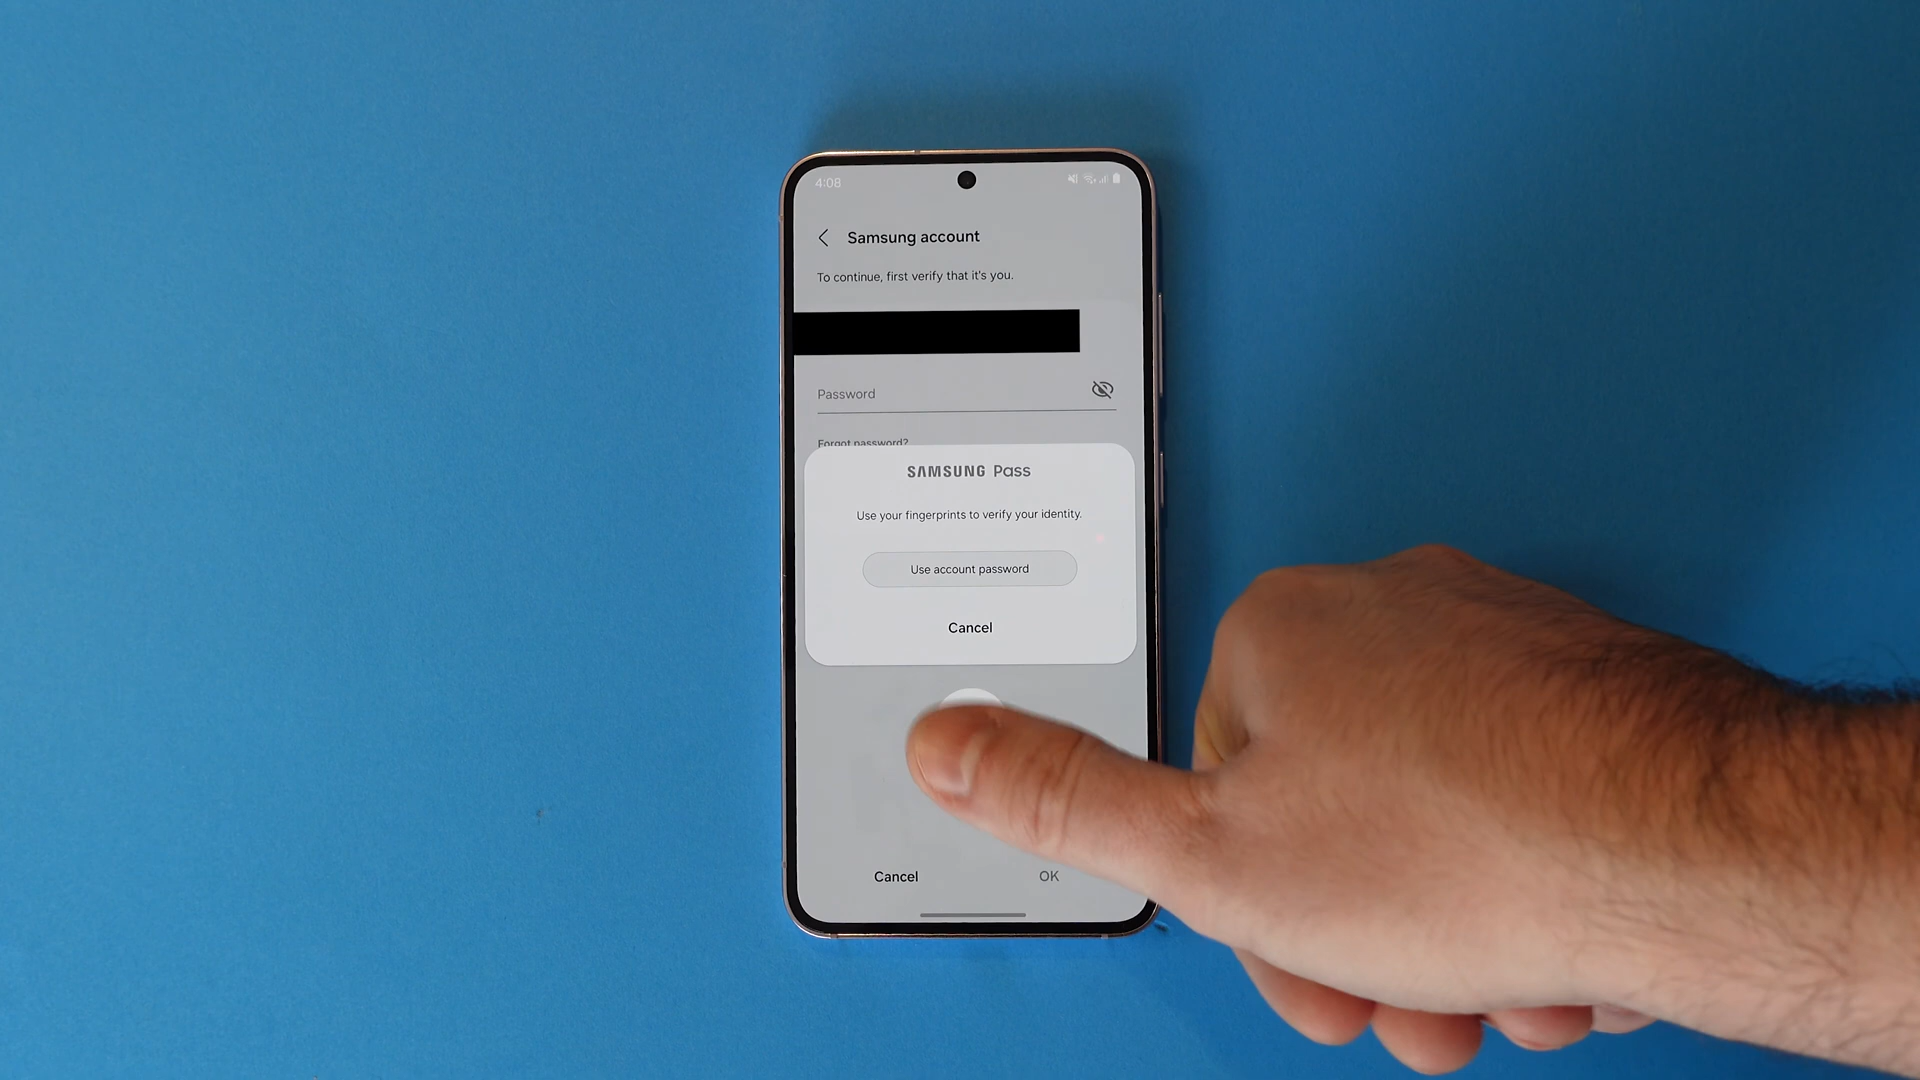 4:08
Samsung account
To continue, first verify that it's you.
Password
Forgot password?
SAMSUNG Pass
Use your fingerprints to verify your identity.
Use account password
Cancel
Cancel OK